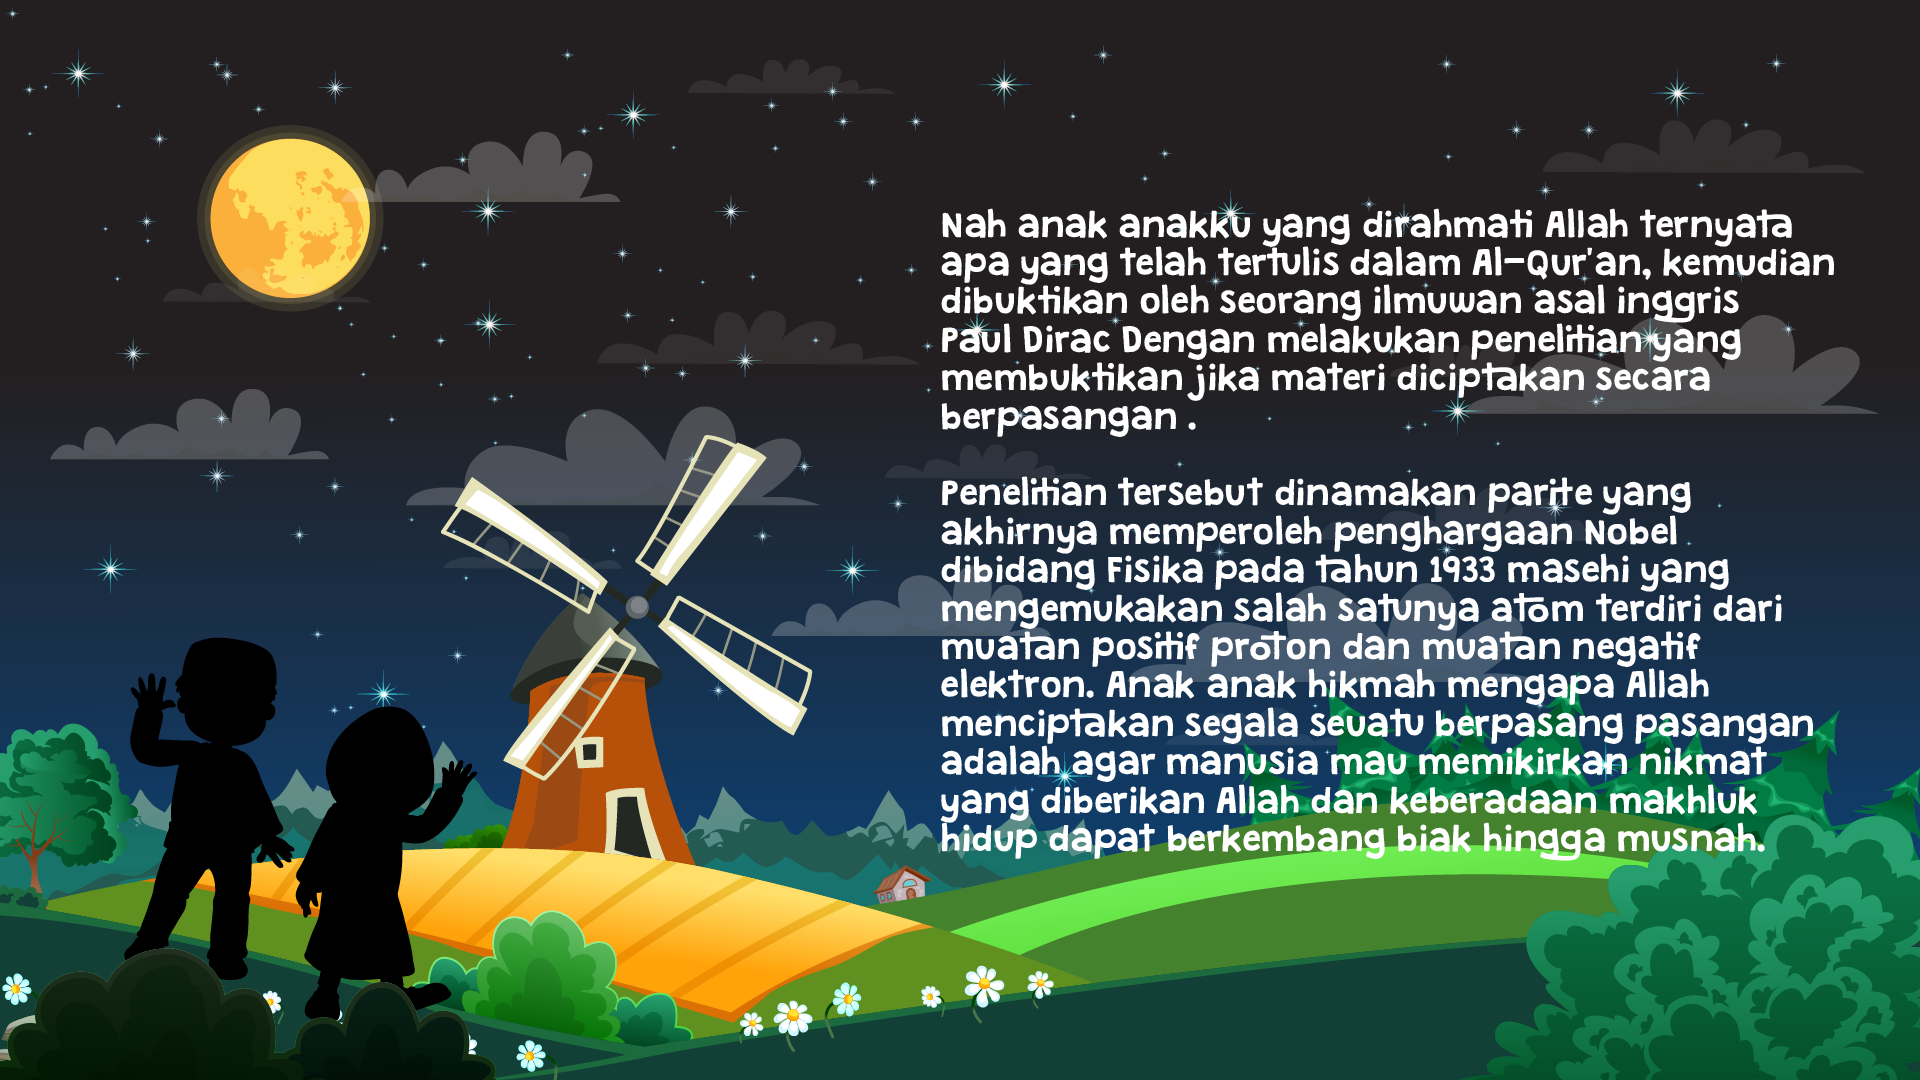 Nah anak anakku yang dirahmati Allah ternyata
apa yang telah tertulis dalam Al-Qur'an, kemudian
dibuktikan oleh seorang ilmuwan asal inggris
Paul Dirac Dengan melakukan penelitian yang
membuktikan jika materi diciptakan secara
berpasangan .
Penelitian tersebut dinamakan parite yang
akhirnya memperoleh penghargaan Nobel
dibidang Fisika pada tahun 1933 masehi yang
mengemukakan salah satunya atom terdiri dari
muatan positif proton dan muatan negatif
elektron. Anak anak hikmah mengapa Allah
menciptakan segala seuatu berpasang pasangan
adalah agar manusia mau memikirkan nikmat
yang diberikan Allah dan keberadaan makhluk
hidup dapat berkembang biak hingga musnah.